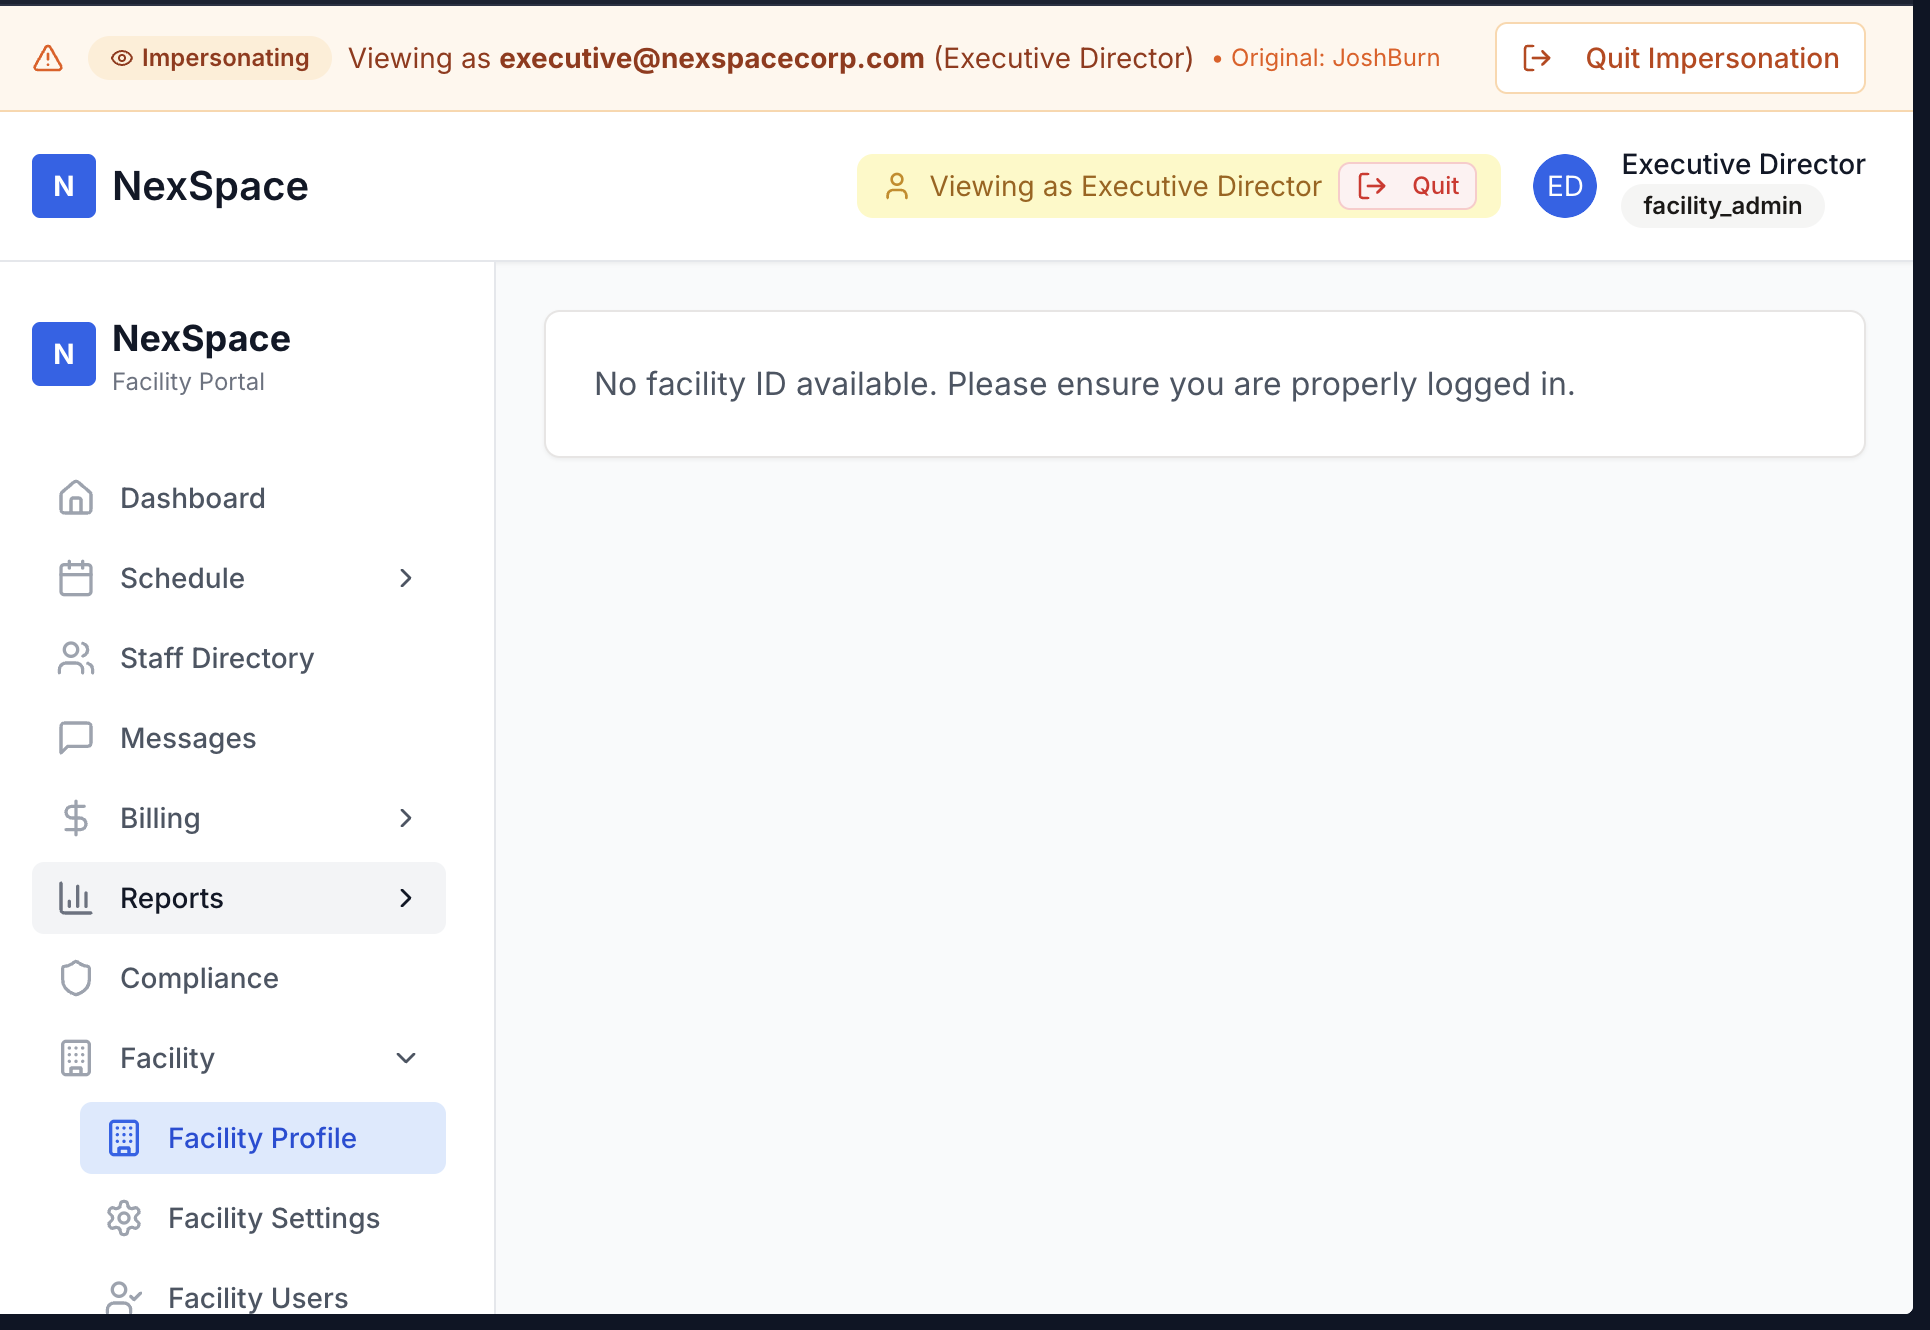 Impersonating Viewing as executive@nexspacecorp.com (Executive Director) • Original: JoshBurn Quit Impersonation
N NexSpace
Viewing as Executive Director Quit
ED Executive Director
facility_admin
N NexSpace
Facility Portal
No facility ID available. Please ensure you are properly logged in.
Dashboard
Schedule
Staff Directory
Messages
Billing
Reports
Compliance
Facility
Facility Profile
Facility Settings
Facility Users